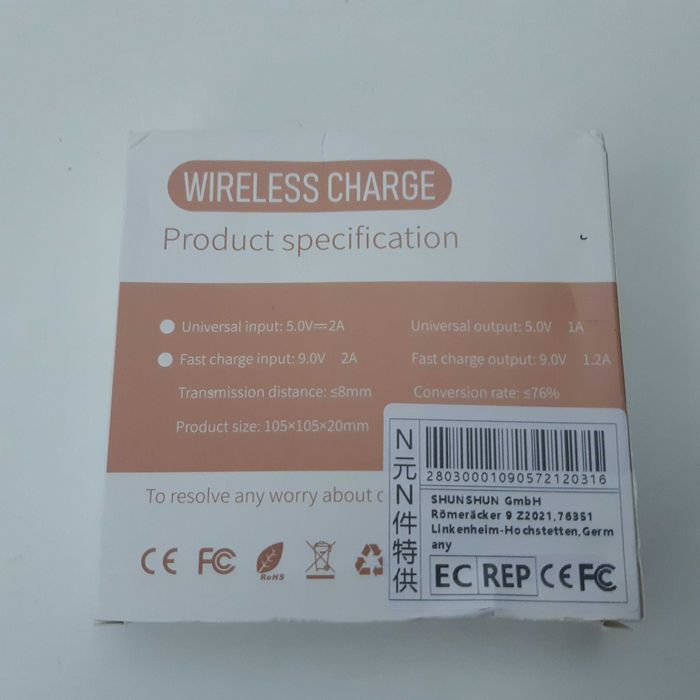 WIRELESS CHARGE
Product specification
Universal input: 5.0V⎓2A
Universal output: 5.0V 1A
Fast charge input: 9.0V 2A
Fast charge output: 9.0V 1.2A
Transmission distance: ≤8mm
Conversion rate: ≤76%
Product size: 105×105×20mm
To resolve any worry about
CE FC RoHS
N元N件特供
28030001090572120316
SHUNSHUN GmbH
Römeräcker 9 Z2021,76351
Linkenheim-Hochstetten,Germ
any
EC REP CE FC